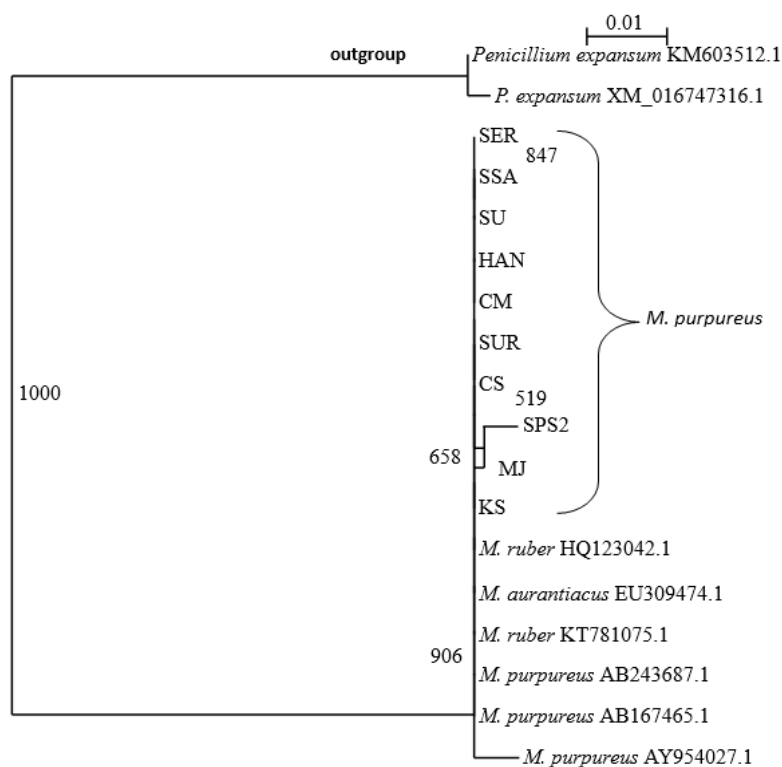 0.01
outgroup
Penicillium expansum KM603512.1
P. expansum XM_016747316.1
SER
847
SSA
SU
HAN
CM
M. purpureus
SUR
CS
1000
519
SPS2
658
MJ
KS
M. ruber HQ123042.1
M. aurantiacus EU309474.1
M. ruber KT781075.1
906
M. purpureus AB243687.1
M. purpureus AB167465.1
M. purpureus AY954027.1